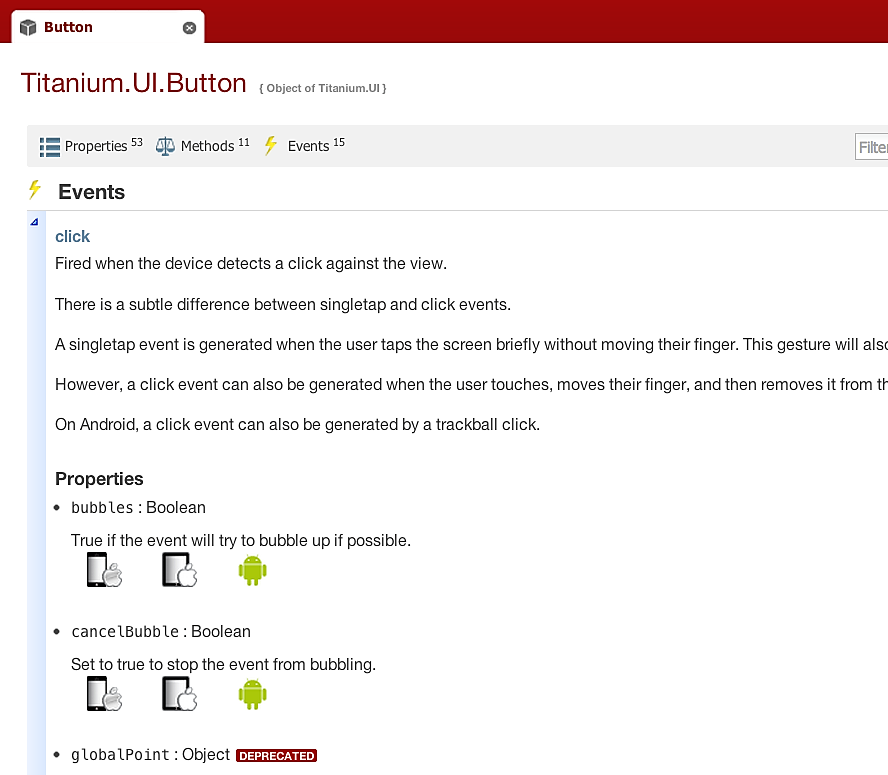 Button
Titanium.UI.Button { Object of Titanium.UI }
Properties 53 Methods 11 Events 15 Filter
Events
click
Fired when the device detects a click against the view.
There is a subtle difference between singletap and click events.
A singletap event is generated when the user taps the screen briefly without moving their finger. This gesture will also
However, a click event can also be generated when the user touches, moves their finger, and then removes it from
On Android, a click event can also be generated by a trackball click.
Properties
• bubbles : Boolean
True if the event will try to bubble up if possible.
• cancelBubble : Boolean
Set to true to stop the event from bubbling.
• globalPoint : Object DEPRECATED